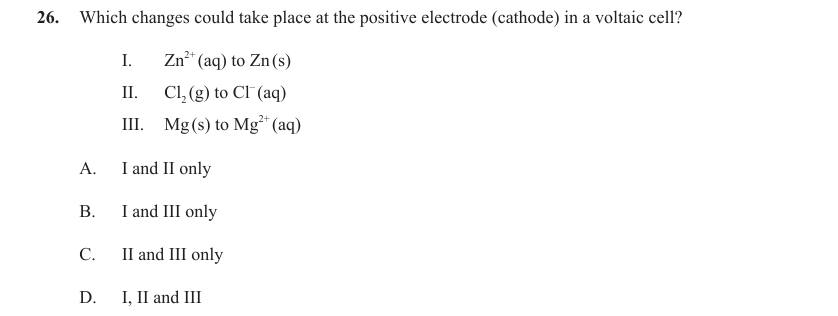 26. Which changes could take place at the positive electrode (cathode) in a voltaic cell?
I. Zn²⁺ (aq) to Zn (s)
II. Cl₂ (g) to Cl⁻ (aq)
III. Mg (s) to Mg²⁺ (aq)
A. I and II only
B. I and III only
C. II and III only
D. I, II and III